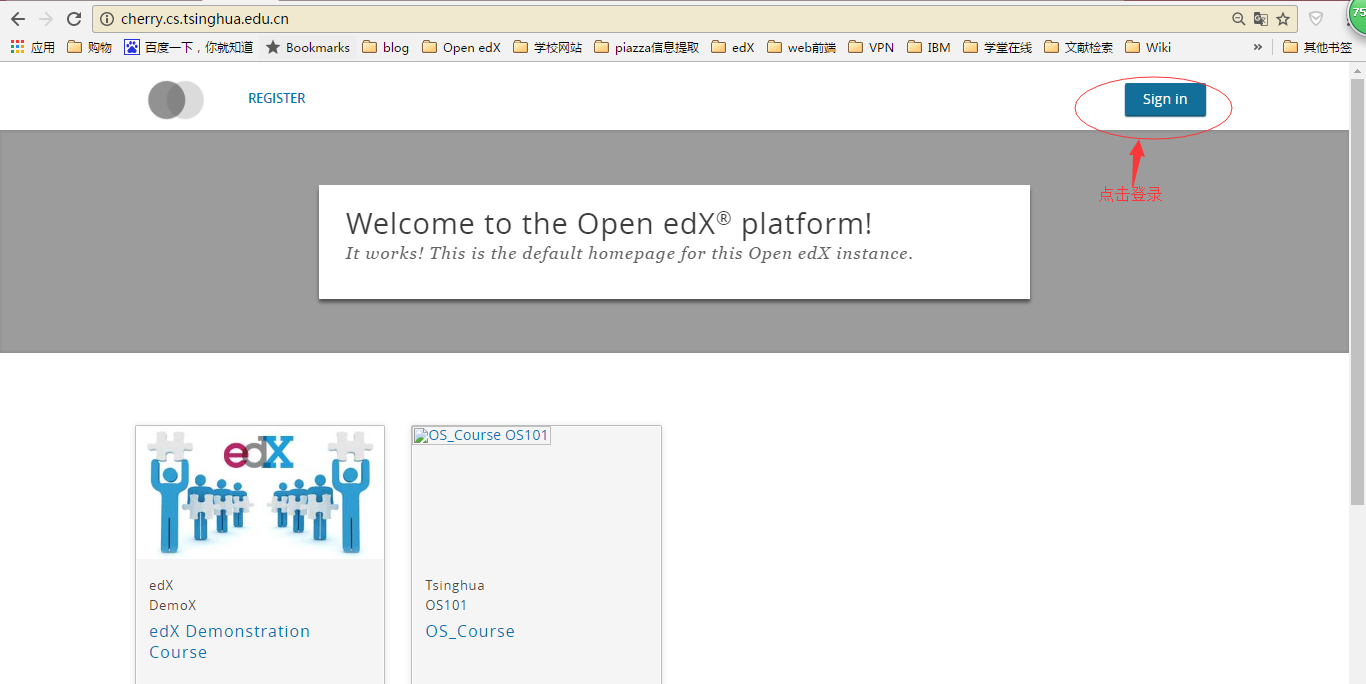 cherry.cs.tsinghua.edu.cn
75
应用 购物 百度一下，你就知道 Bookmarks blog Open edX 学校网站 piazza信息提取 edX web前端 VPN IBM 学堂在线 文献检索 Wiki » 其他书签
REGISTER
Sign in
点击登录
Welcome to the Open edX® platform!
It works! This is the default homepage for this Open edX instance.
edX
OS_Course OS101
edX
DemoX
edX Demonstration
Course
Tsinghua
OS101
OS_Course